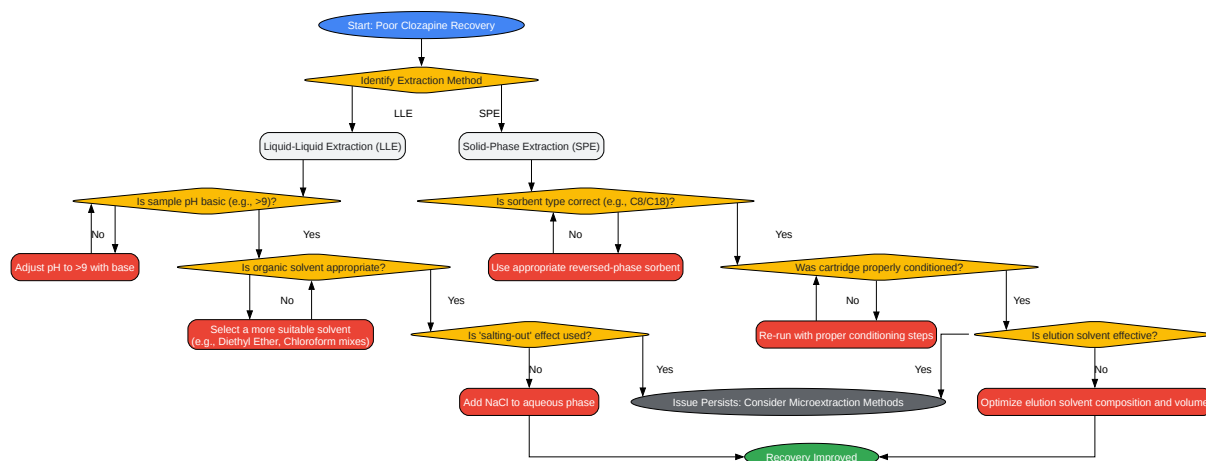 Start: Poor Clozapine Recovery
Identify Extraction Method
LLE
SPE
Liquid-Liquid Extraction (LLE)
Solid-Phase Extraction (SPE)
Is sample pH basic (e.g., >9)?
Is sorbent type correct (e.g., C8/C18)?
No
Yes
No
Yes
Adjust pH to >9 with base
Is organic solvent appropriate?
Use appropriate reversed-phase sorbent
Was cartridge properly conditioned?
No
Yes
No
Yes
Select a more suitable solvent
(e.g., Diethyl Ether, Chloroform mixes)
Is 'salting-out' effect used?
Re-run with proper conditioning steps
Is elution solvent effective?
No
Yes
Yes
No
Add NaCl to aqueous phase
Issue Persists: Consider Microextraction Methods
Optimize elution solvent composition and volume
Recovery Improved